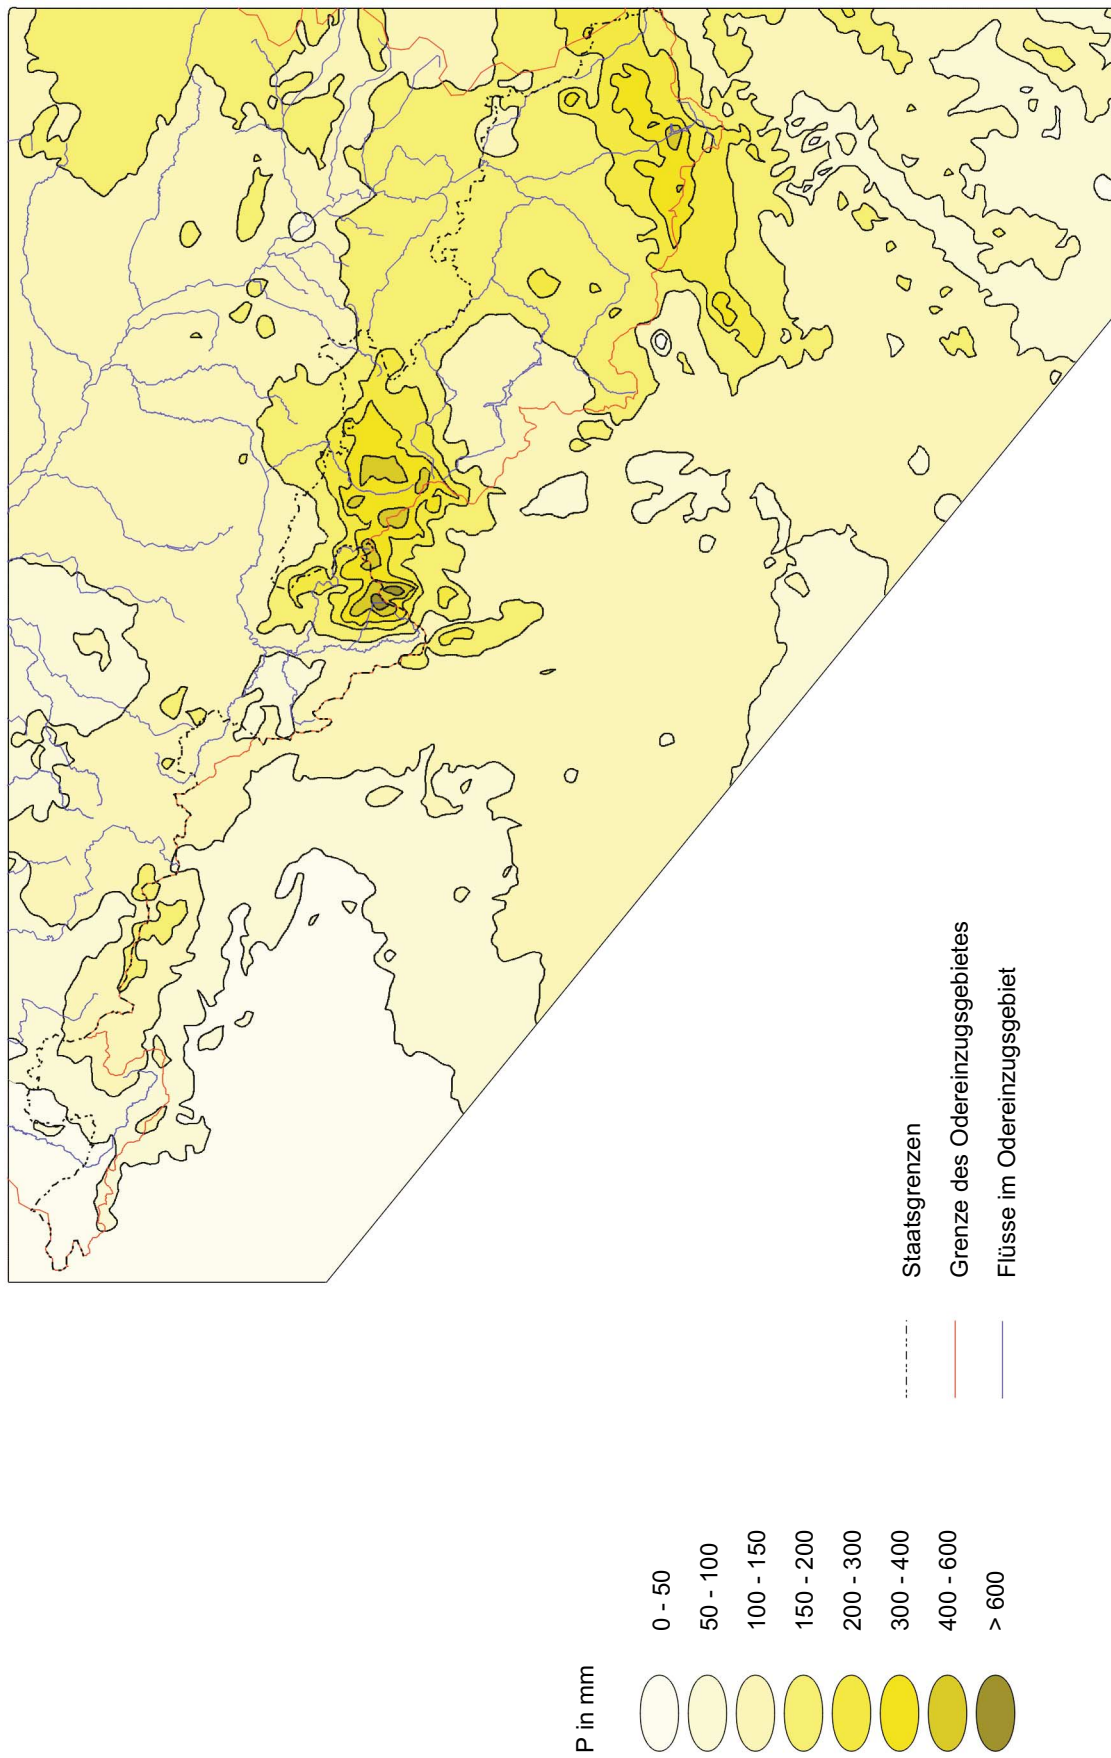 P in mm
0 - 50
50 - 100
100 - 150
150 - 200
200 - 300
300 - 400
400 - 600
> 600
Staatsgrenzen
Grenze des Odereinzugsgebietes
Flüsse im Odereinzugsgebiet